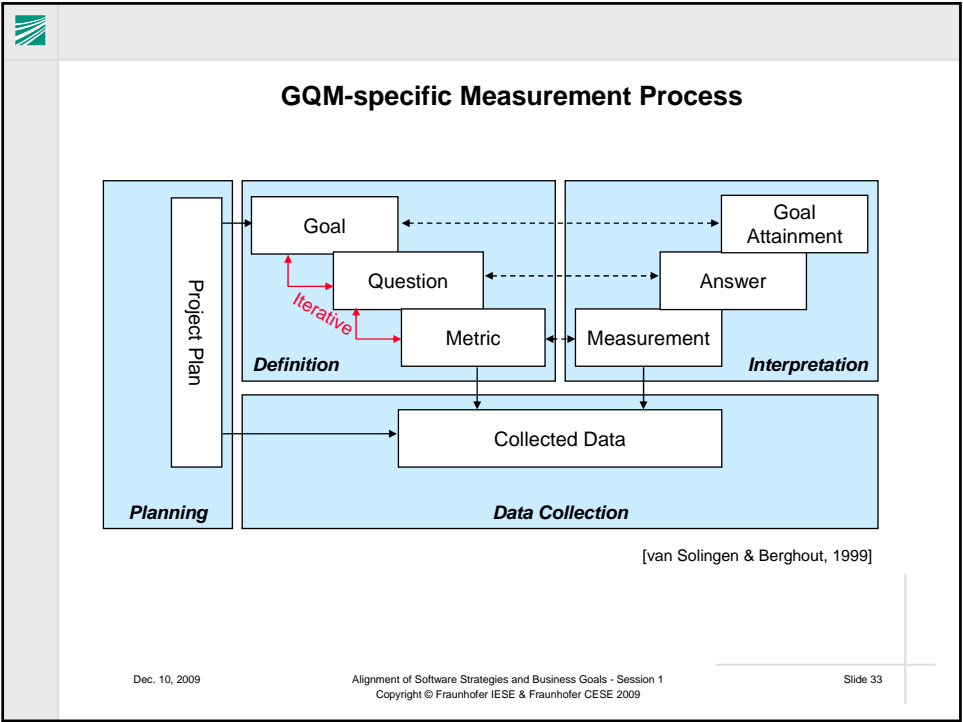 GQM-specific Measurement Process
Project Plan
Planning
Goal
Question
Iterative
Metric
Definition
Goal
Attainment
Answer
Measurement
Interpretation
Collected Data
Data Collection
[van Solingen & Berghout, 1999]
Dec. 10, 2009
Alignment of Software Strategies and Business Goals - Session 1
Copyright © Fraunhofer IESE & Fraunhofer CESE 2009
Slide 33